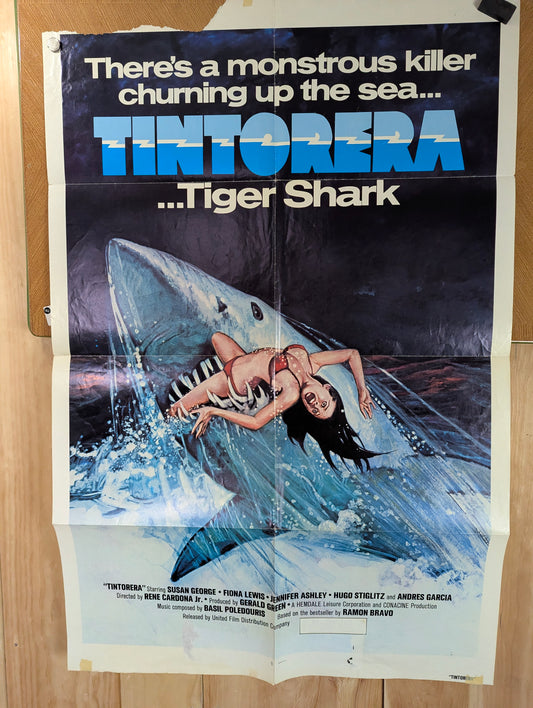 There's a monstrous killer
churning up the sea...
TINTORERA
...Tiger Shark
"TINTORERA" Starring SUSAN GEORGE • FIONA LEWIS • JENNIFER ASHLEY • HUGO STIGLITZ and ANDRES GARCIA
Directed by RENE CARDONA Jr. • Produced by GERALD GREEN • A HEMDALE Leisure Corporation and CONACINE Production
Music composed by BASIL POLEDOURIS Based on the bestseller by RAMON BRAVO
Released by United Film Distribution Company
"TINTORERA"